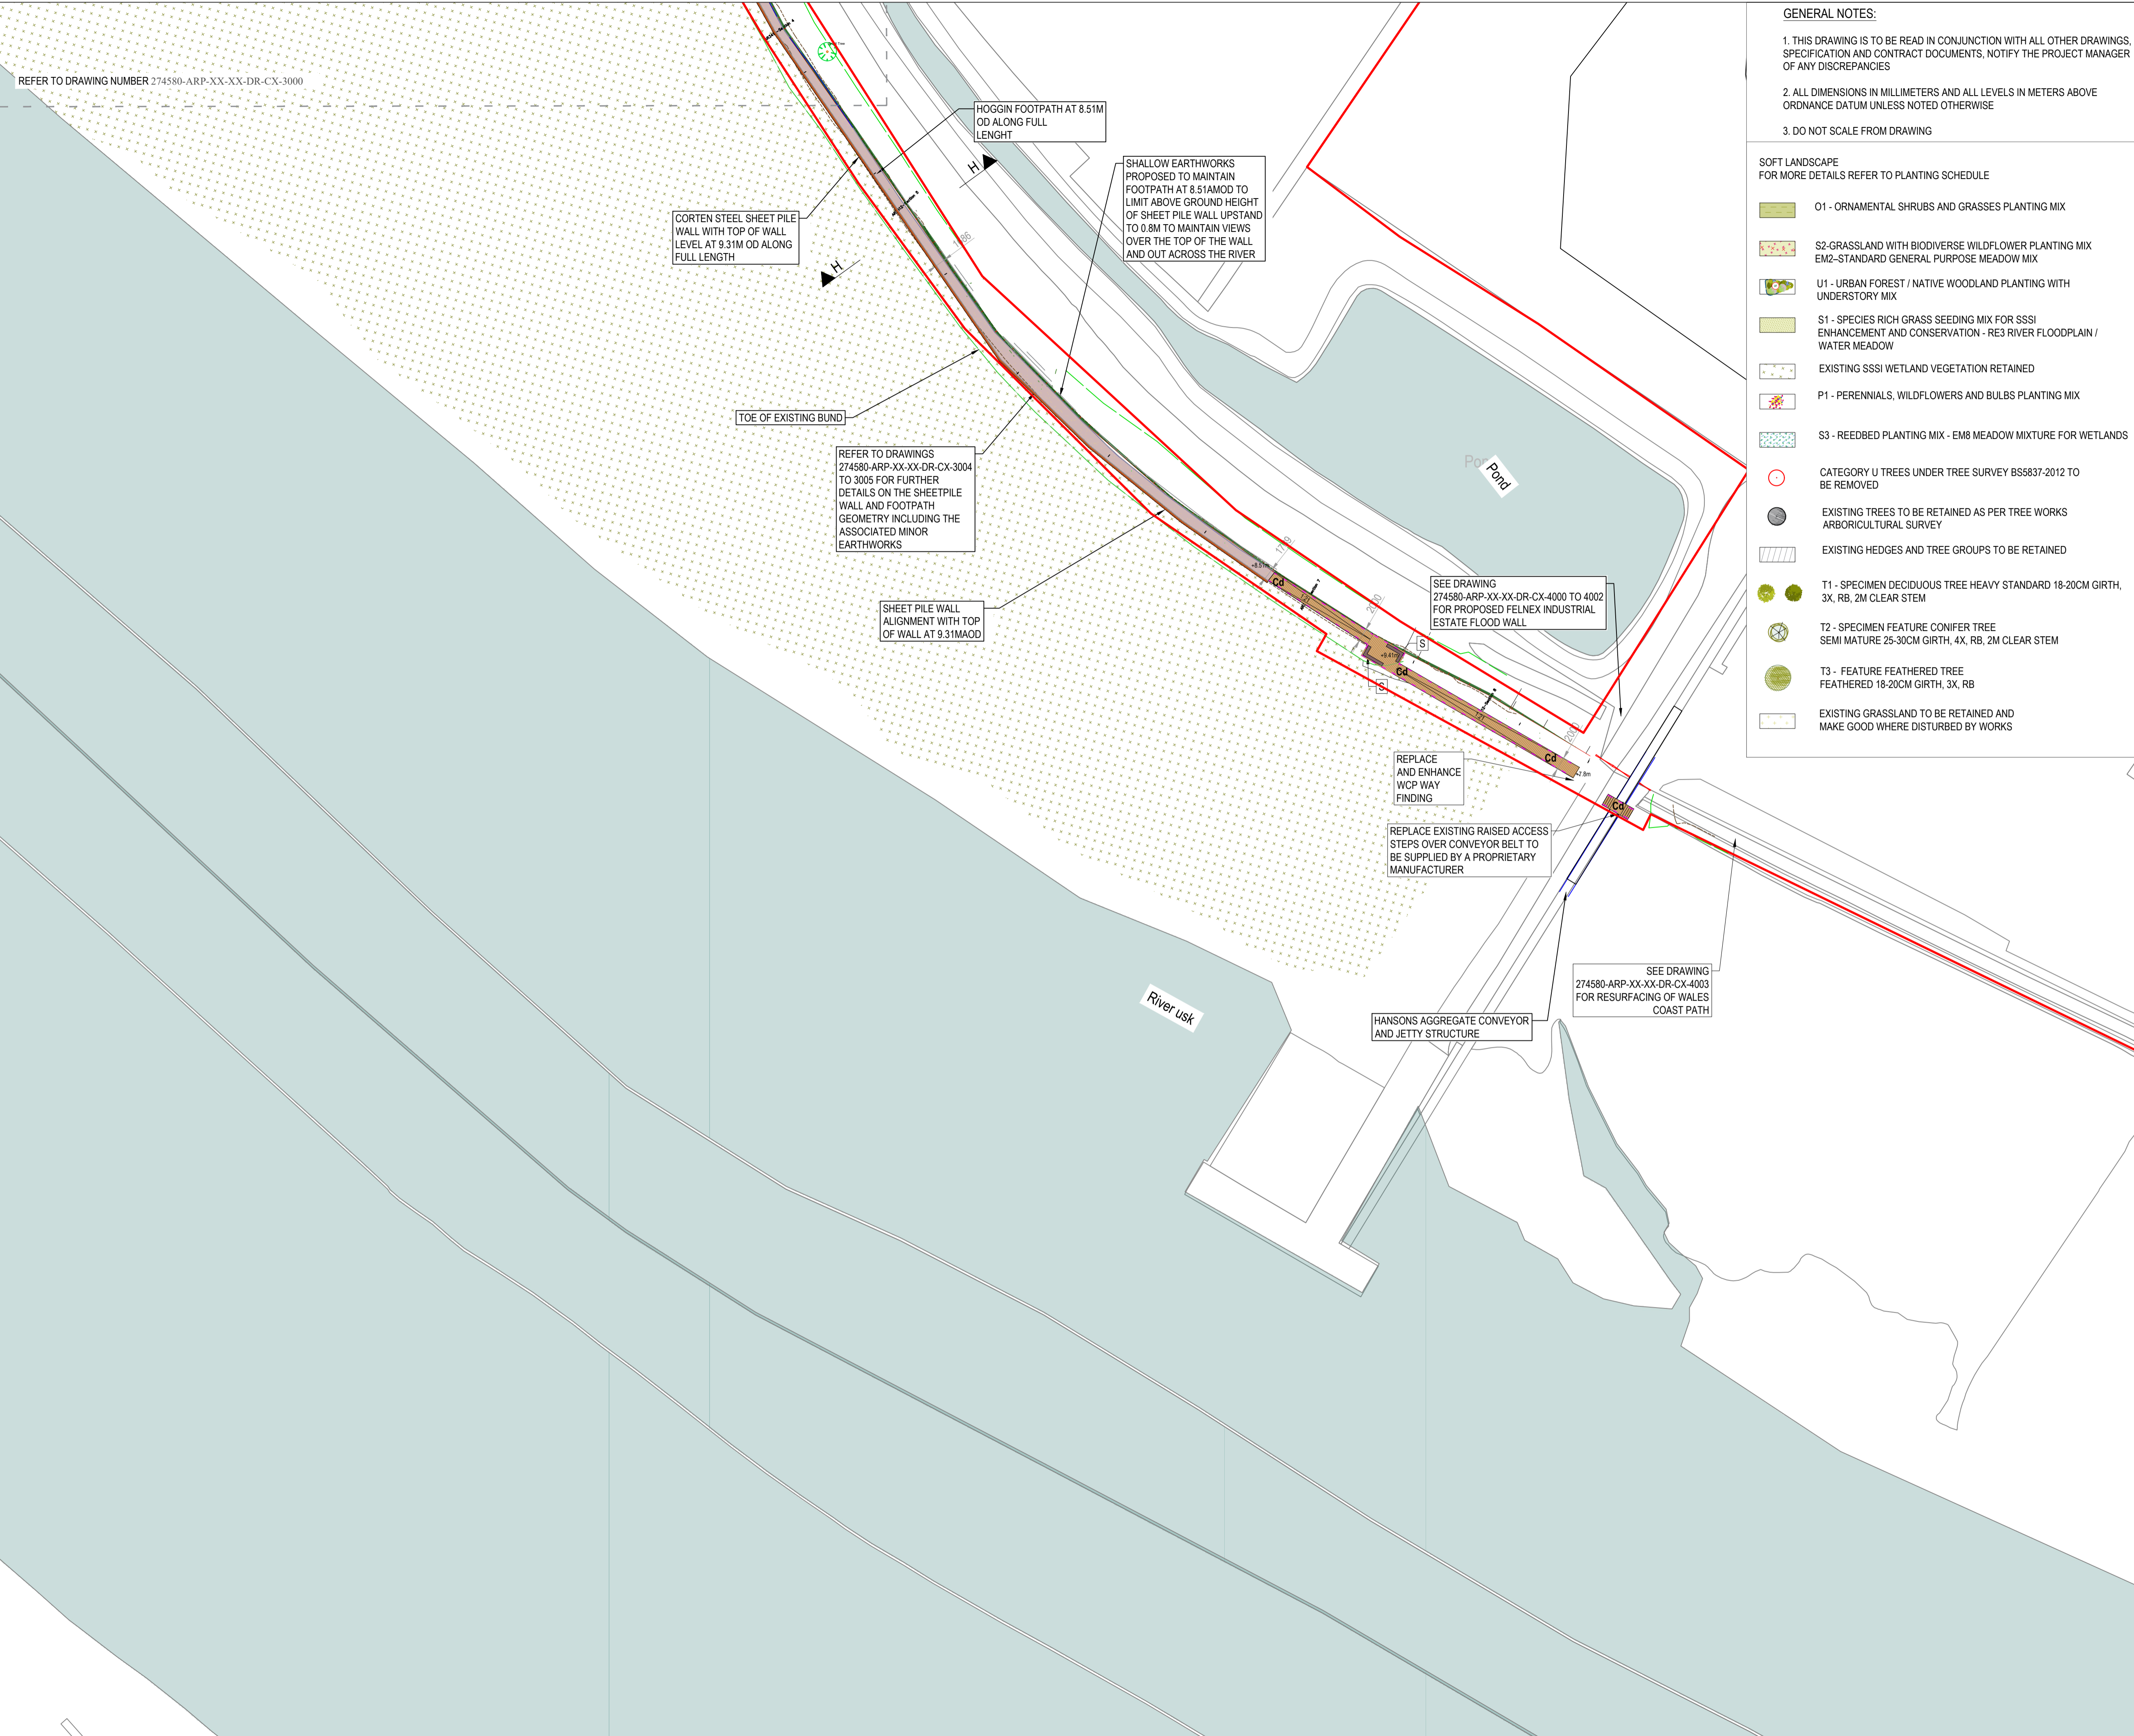 REFER TO DRAWING NUMBER 274580-ARP-XX-XX-DR-CX-3000
HOGGIN FOOTPATH AT 8.51M
OD ALONG FULL
LENGHT
H
SHALLOW EARTHWORKS
PROPOSED TO MAINTAIN
FOOTPATH AT 8.51AMOD TO
LIMIT ABOVE GROUND HEIGHT
OF SHEET PILE WALL UPSTAND
TO 0.8M TO MAINTAIN VIEWS
OVER THE TOP OF THE WALL
AND OUT ACROSS THE RIVER
CORTEN STEEL SHEET PILE
WALL WITH TOP OF WALL
LEVEL AT 9.31M OD ALONG
FULL LENGTH
H
TOE OF EXISTING BUND
REFER TO DRAWINGS
274580-ARP-XX-XX-DR-CX-3004
TO 3005 FOR FURTHER
DETAILS ON THE SHEETPILE
WALL AND FOOTPATH
GEOMETRY INCLUDING THE
ASSOCIATED MINOR
EARTHWORKS
Pond
SHEET PILE WALL
ALIGNMENT WITH TOP
OF WALL AT 9.31MAOD
+8.51m
Cd
1:21
2000
SEE DRAWING
274580-ARP-XX-XX-DR-CX-4000 TO 4002
FOR PROPOSED FELNEX INDUSTRIAL
ESTATE FLOOD WALL
S
+9.41m
Cd
S
1:21
2000
Cd
+7.8m
REPLACE
AND ENHANCE
WCP WAY
FINDING
Cd
REPLACE EXISTING RAISED ACCESS
STEPS OVER CONVEYOR BELT TO
BE SUPPLIED BY A PROPRIETARY
MANUFACTURER
SEE DRAWING
274580-ARP-XX-XX-DR-CX-4003
FOR RESURFACING OF WALES
COAST PATH
HANSONS AGGREGATE CONVEYOR
AND JETTY STRUCTURE
River usk
GENERAL NOTES:
1. THIS DRAWING IS TO BE READ IN CONJUNCTION WITH ALL OTHER DRAWINGS,
SPECIFICATION AND CONTRACT DOCUMENTS, NOTIFY THE PROJECT MANAGER
OF ANY DISCREPANCIES
2. ALL DIMENSIONS IN MILLIMETERS AND ALL LEVELS IN METERS ABOVE
ORDNANCE DATUM UNLESS NOTED OTHERWISE
3. DO NOT SCALE FROM DRAWING
SOFT LANDSCAPE
FOR MORE DETAILS REFER TO PLANTING SCHEDULE
O1 - ORNAMENTAL SHRUBS AND GRASSES PLANTING MIX
S2-GRASSLAND WITH BIODIVERSE WILDFLOWER PLANTING MIX
EM2–STANDARD GENERAL PURPOSE MEADOW MIX
U1 - URBAN FOREST / NATIVE WOODLAND PLANTING WITH
UNDERSTORY MIX
S1 - SPECIES RICH GRASS SEEDING MIX FOR SSSI
ENHANCEMENT AND CONSERVATION - RE3 RIVER FLOODPLAIN /
WATER MEADOW
EXISTING SSSI WETLAND VEGETATION RETAINED
P1 - PERENNIALS, WILDFLOWERS AND BULBS PLANTING MIX
S3 - REEDBED PLANTING MIX - EM8 MEADOW MIXTURE FOR WETLANDS
CATEGORY U TREES UNDER TREE SURVEY BS5837-2012 TO
BE REMOVED
EXISTING TREES TO BE RETAINED AS PER TREE WORKS
ARBORICULTURAL SURVEY
EXISTING HEDGES AND TREE GROUPS TO BE RETAINED
T1 - SPECIMEN DECIDUOUS TREE HEAVY STANDARD 18-20CM GIRTH,
3X, RB, 2M CLEAR STEM
T2 - SPECIMEN FEATURE CONIFER TREE
SEMI MATURE 25-30CM GIRTH, 4X, RB, 2M CLEAR STEM
T3 - FEATURE FEATHERED TREE
FEATHERED 18-20CM GIRTH, 3X, RB
EXISTING GRASSLAND TO BE RETAINED AND
MAKE GOOD WHERE DISTURBED BY WORKS